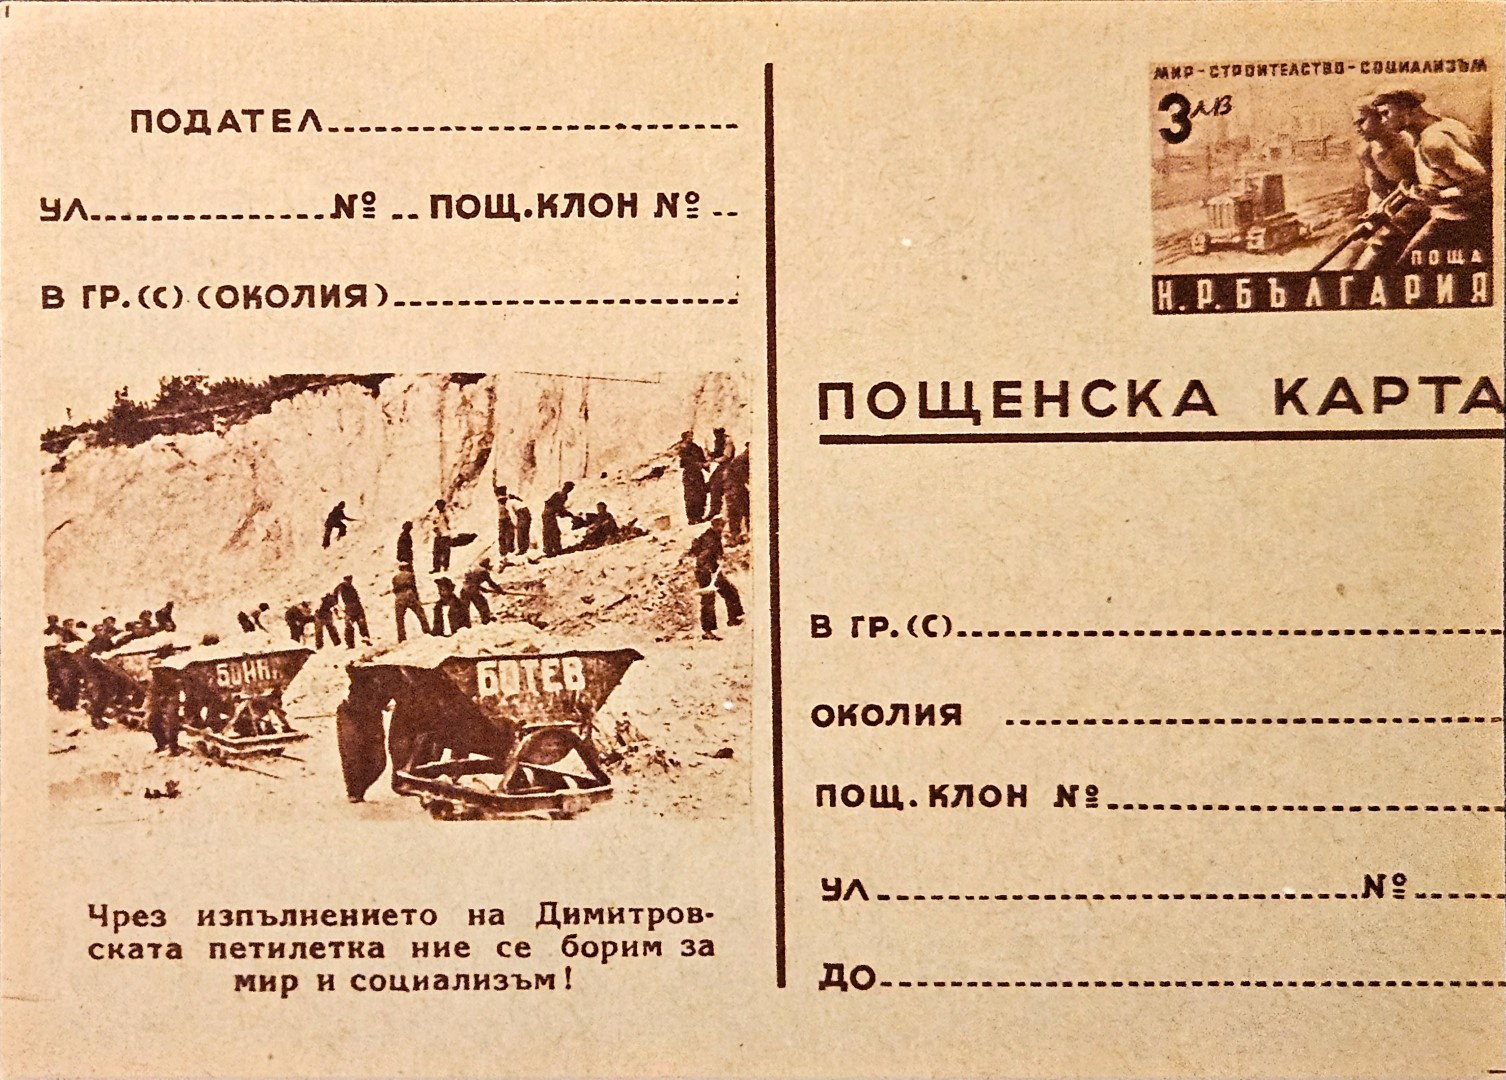 ПОДАТЕЛ
УЛ. № .. ПОЩ.КЛОН № ..
В ГР.(С) (ОКОЛИЯ)
БОТЕВ
Чрез изпълнението на Димитров-
ската петилетка ние се борим за
мир и социализъм!
МИР-СТРОИТЕЛСТВО-СОЦИАЛИЗЪМ
3 лв
ПОЩА
Н.Р.БЪЛГАРИЯ
ПОЩЕНСКА КАРТА
В ГР.(С)
ОКОЛИЯ
ПОЩ.КЛОН №
УЛ. №
ДО